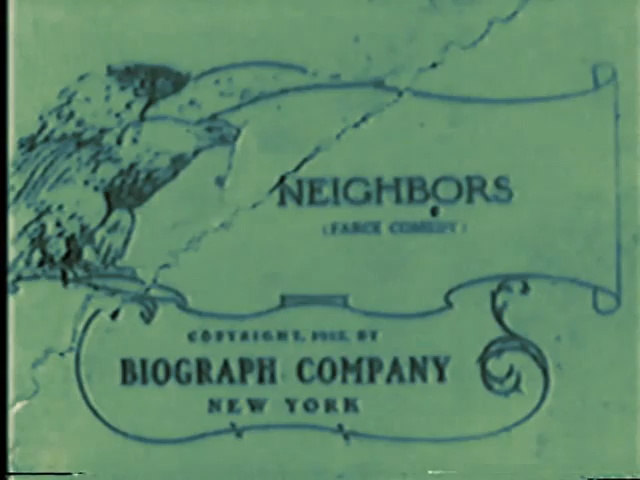 NEIGHBORS
(FARCE COMEDY)
COPYRIGHT, 1912, BY
BIOGRAPH COMPANY
NEW YORK